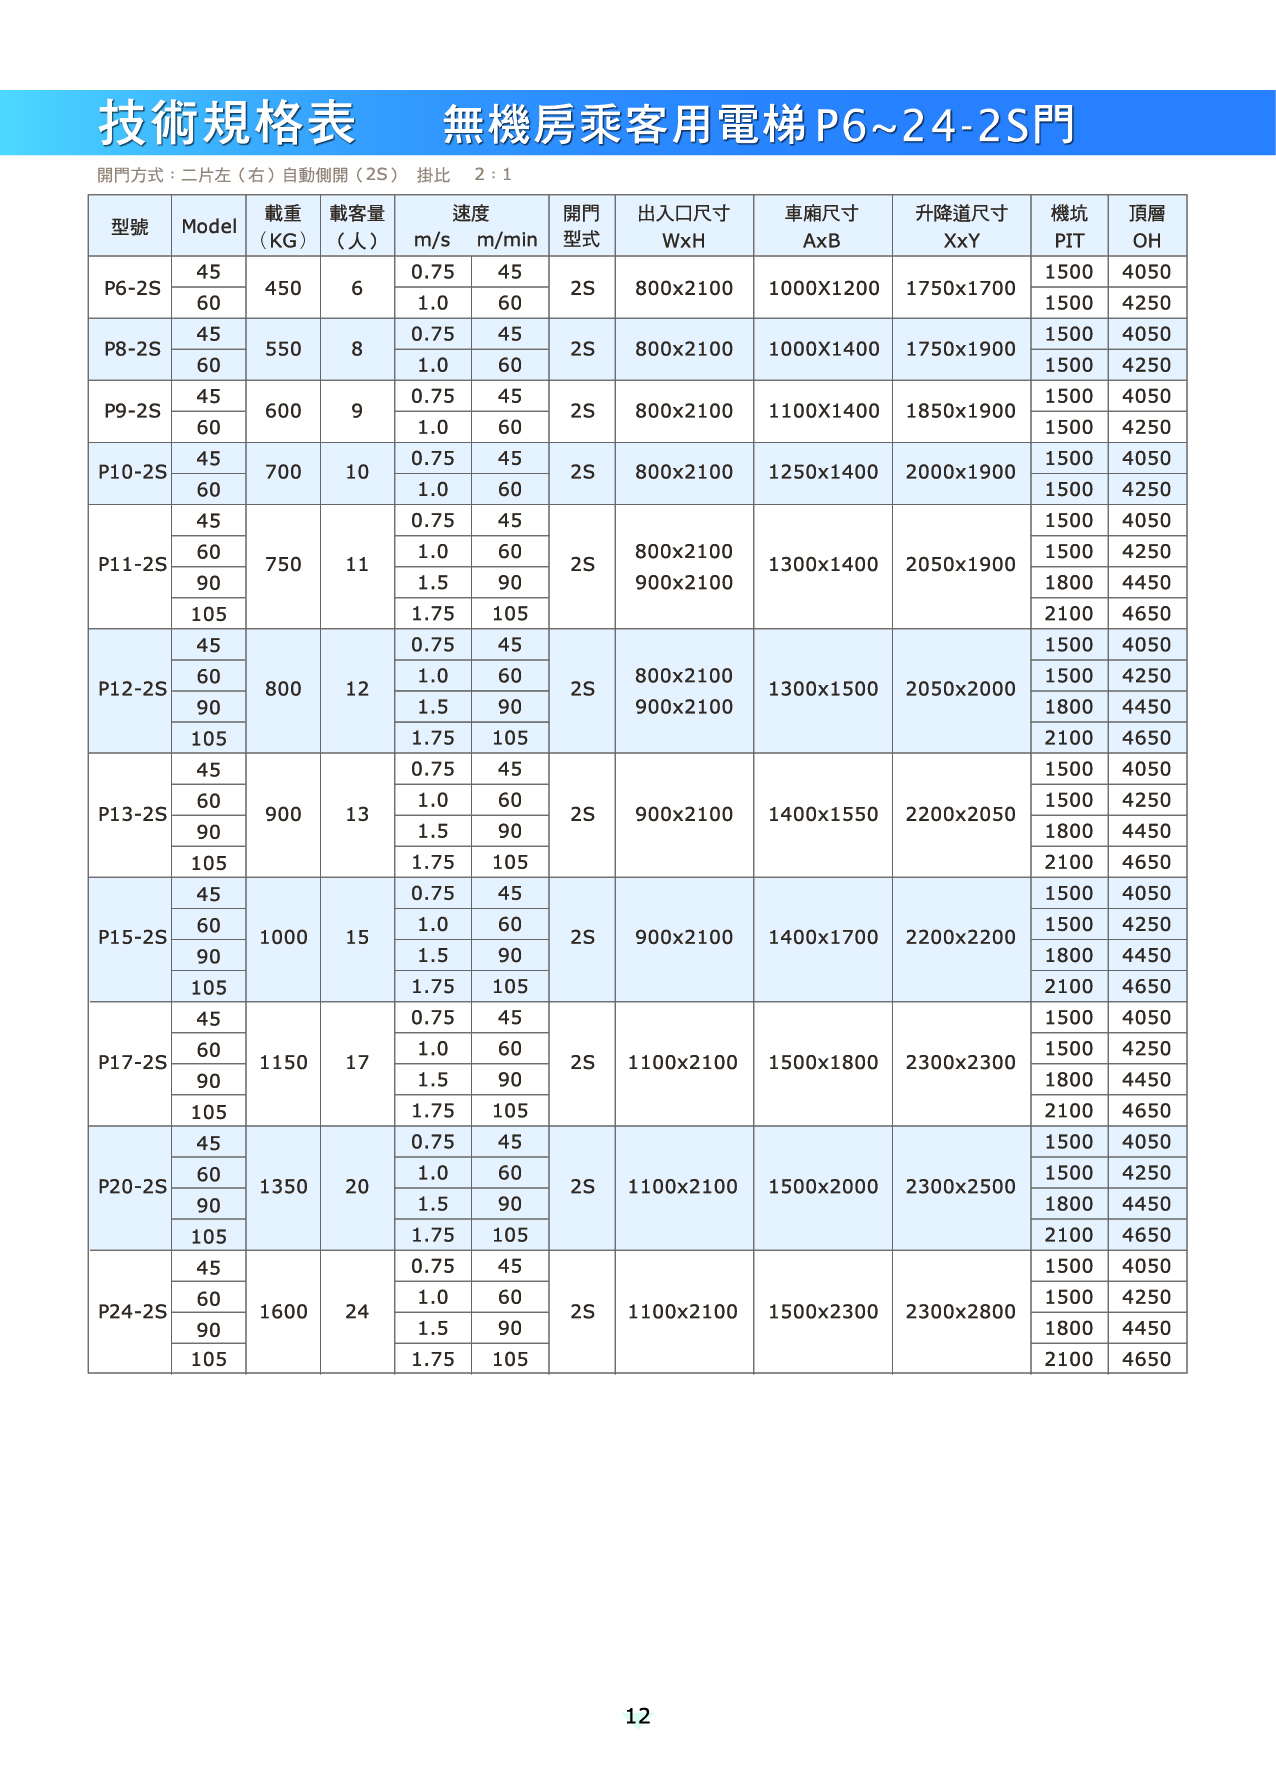 技術規格表 無機房乘客用電梯P6~24-2S門
開門方式：二片左（右）自動側開（2S） 掛比 2：1
型號 Model 載重（KG） 載客量（人） 速度 m/s m/min 開門型式 出入口尺寸 WxH 車廂尺寸 AxB 升降道尺寸 XxY 機坑 PIT 頂層 OH
P6-2S 45 450 6 0.75 45 2S 800x2100 1000X1200 1750x1700 1500 4050
60 1.0 60 1500 4250
P8-2S 45 550 8 0.75 45 2S 800x2100 1000X1400 1750x1900 1500 4050
60 1.0 60 1500 4250
P9-2S 45 600 9 0.75 45 2S 800x2100 1100X1400 1850x1900 1500 4050
60 1.0 60 1500 4250
P10-2S 45 700 10 0.75 45 2S 800x2100 1250x1400 2000x1900 1500 4050
60 1.0 60 1500 4250
P11-2S 45 750 11 0.75 45 2S 800x2100 900x2100 1300x1400 2050x1900 1500 4050
60 1.0 60 1500 4250
90 1.5 90 1800 4450
105 1.75 105 2100 4650
P12-2S 45 800 12 0.75 45 2S 800x2100 900x2100 1300x1500 2050x2000 1500 4050
60 1.0 60 1500 4250
90 1.5 90 1800 4450
105 1.75 105 2100 4650
P13-2S 45 900 13 0.75 45 2S 900x2100 1400x1550 2200x2050 1500 4050
60 1.0 60 1500 4250
90 1.5 90 1800 4450
105 1.75 105 2100 4650
P15-2S 45 1000 15 0.75 45 2S 900x2100 1400x1700 2200x2200 1500 4050
60 1.0 60 1500 4250
90 1.5 90 1800 4450
105 1.75 105 2100 4650
P17-2S 45 1150 17 0.75 45 2S 1100x2100 1500x1800 2300x2300 1500 4050
60 1.0 60 1500 4250
90 1.5 90 1800 4450
105 1.75 105 2100 4650
P20-2S 45 1350 20 0.75 45 2S 1100x2100 1500x2000 2300x2500 1500 4050
60 1.0 60 1500 4250
90 1.5 90 1800 4450
105 1.75 105 2100 4650
P24-2S 45 1600 24 0.75 45 2S 1100x2100 1500x2300 2300x2800 1500 4050
60 1.0 60 1500 4250
90 1.5 90 1800 4450
105 1.75 105 2100 4650
12